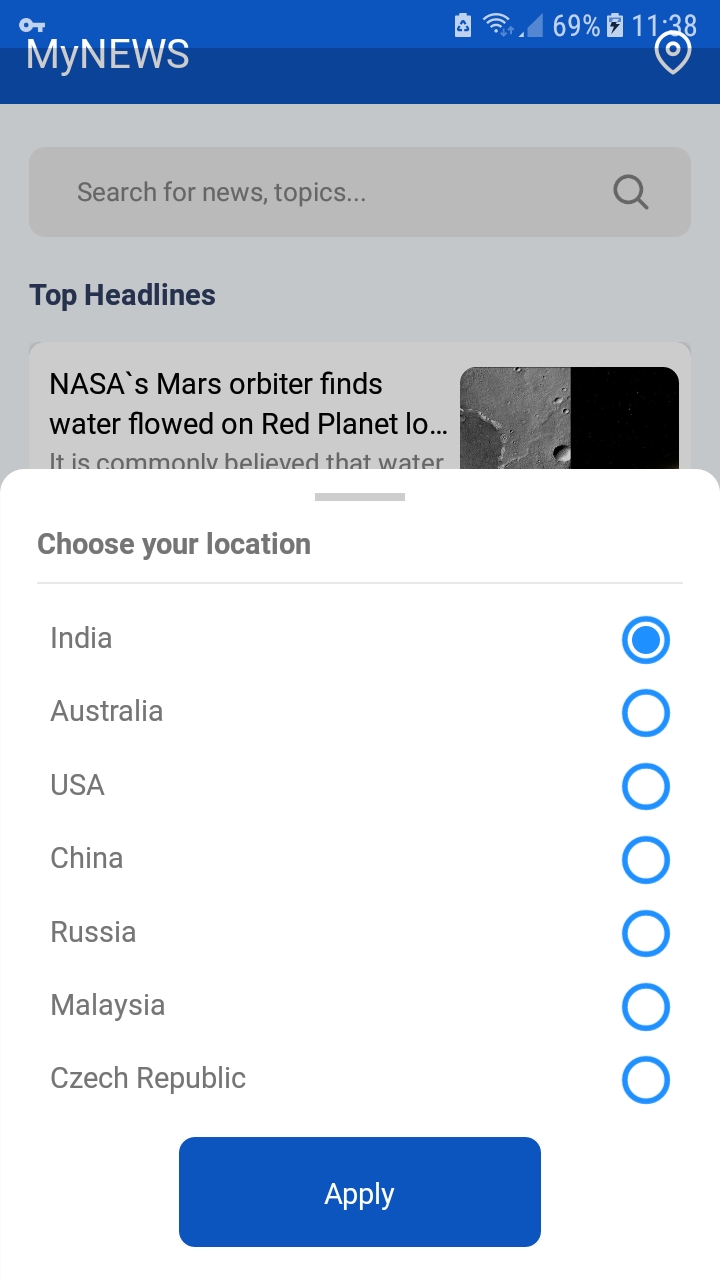 69% 11:38
MyNEWS
Search for news, topics...
Top Headlines
NASA`s Mars orbiter finds
water flowed on Red Planet lo...
It is commonly believed that water
Choose your location
India
Australia
USA
China
Russia
Malaysia
Czech Republic
Apply